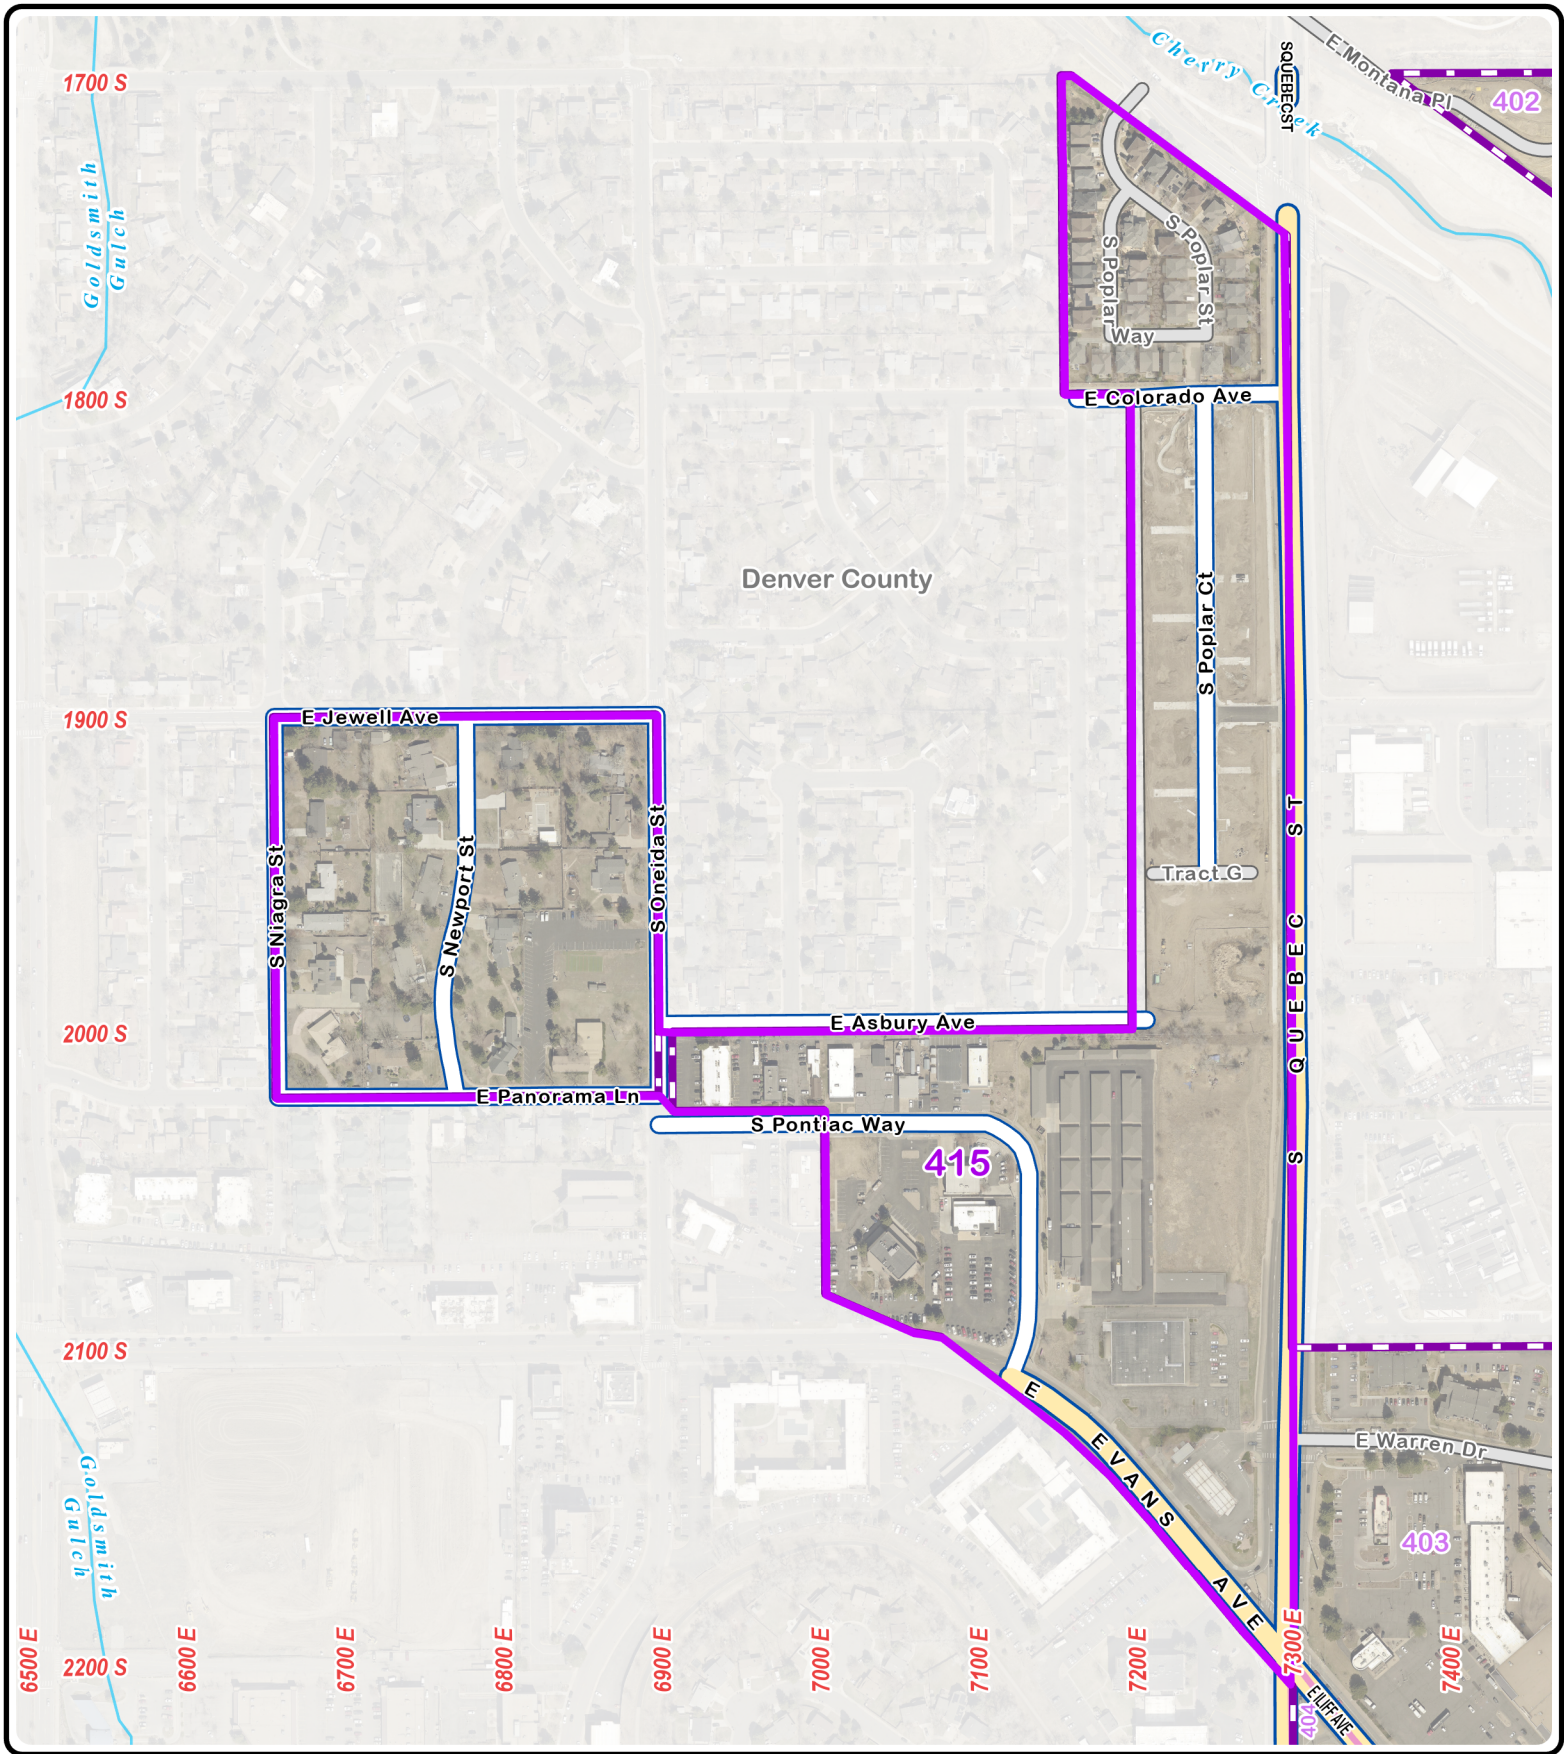 1700 S
Cherry Creek
S QUEBEC ST
E Montana Pl
402
Goldsmith
Gulch
S Poplar St
S Poplar
Way
1800 S
E Colorado Ave
Denver County
S Poplar Ct
1900 S
E Jewell Ave
S QUEBEC ST
S Niagra St
S Newport St
S Oneida St
Tract G
2000 S
E Asbury Ave
E Panorama Ln
S Pontiac Way
415
2100 S
E EVANS AVE
E Warren Dr
Goldsmith
Gulch
403
6500 E
6600 E
6700 E
6800 E
6900 E
7000 E
7100 E
7200 E
7300 E
7400 E
2200 S
404
E ILIFF AVE